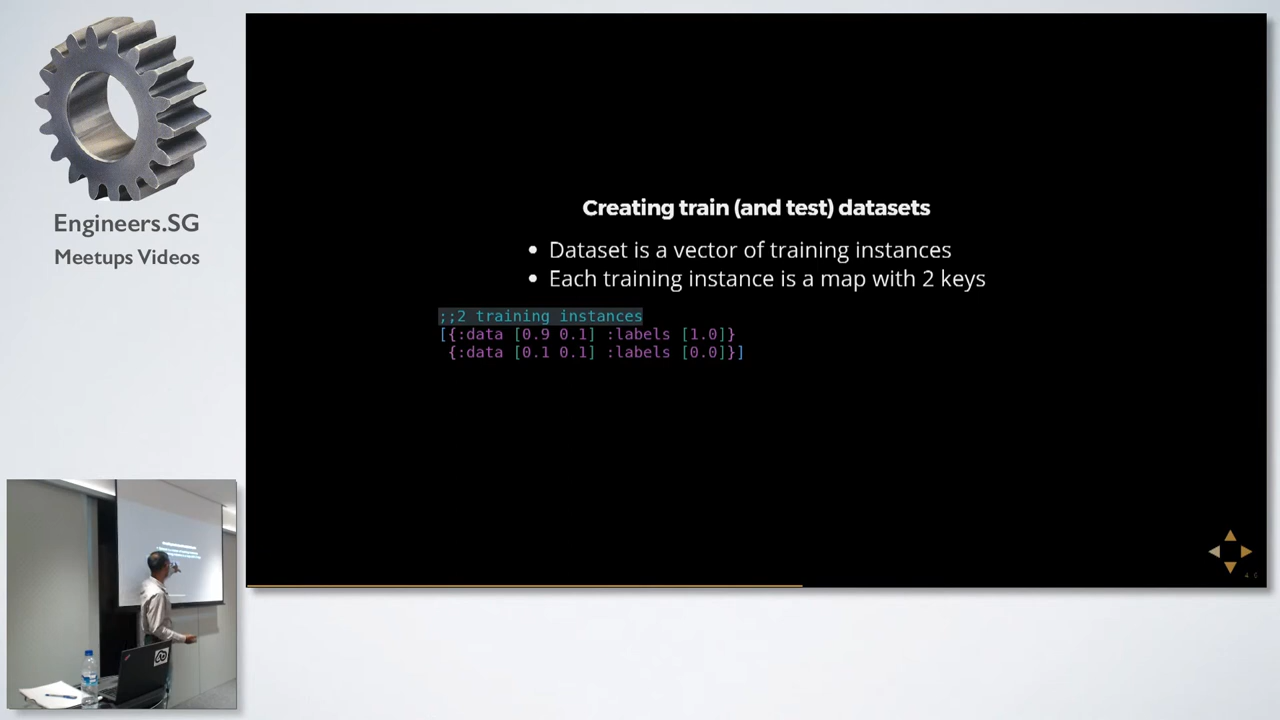 Engineers.SG
Meetups Videos
Creating train (and test) datasets
• Dataset is a vector of training instances
• Each training instance is a map with 2 keys
;;2 training instances
[{:data [0.9 0.1] :labels [1.0]}
{:data [0.1 0.1] :labels [0.0]}]